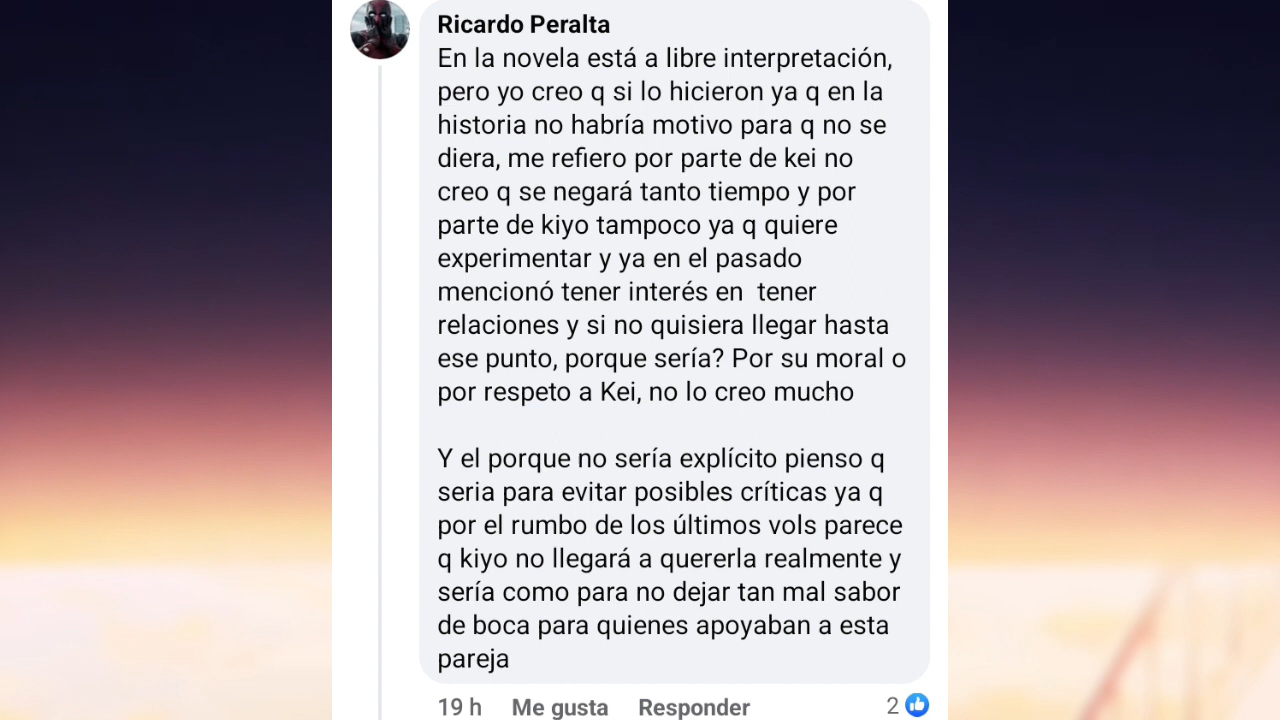 Ricardo Peralta
En la novela está a libre interpretación,
pero yo creo q si lo hicieron ya q en la
historia no habría motivo para q no se
diera, me refiero por parte de kei no
creo q se negará tanto tiempo y por
parte de kiyo tampoco ya q quiere
experimentar y ya en el pasado
mencionó tener interés en  tener
relaciones y si no quisiera llegar hasta
ese punto, porque sería? Por su moral o
por respeto a Kei, no lo creo mucho
Y el porque no sería explícito pienso q
seria para evitar posibles críticas ya q
por el rumbo de los últimos vols parece
q kiyo no llegará a quererla realmente y
sería como para no dejar tan mal sabor
de boca para quienes apoyaban a esta
pareja
19 h Me gusta Responder 2